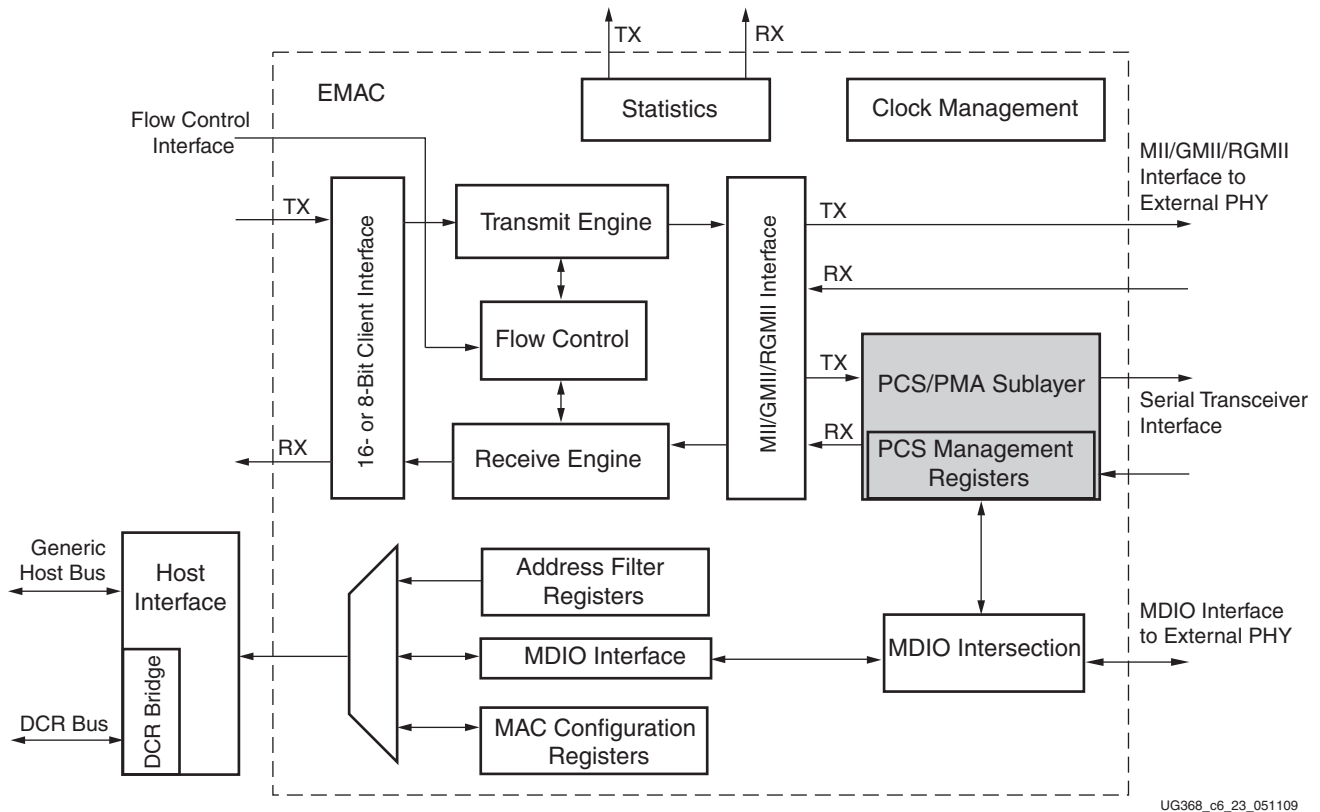 TX
RX
EMAC
Statistics
Clock Management
Flow Control
Interface
MII/GMII/RGMII
Interface to
External PHY
TX
16- or 8-Bit Client Interface
Transmit Engine
MII/GMII/RGMII Interface
TX
RX
Flow Control
TX
PCS/PMA Sublayer
Serial Transceiver
Interface
RX
Receive Engine
RX
PCS Management
Registers
Generic
Host Bus
Host
Interface
Address Filter
Registers
MDIO Interface
MDIO Intersection
MDIO Interface
to External PHY
DCR Bus
DCR Bridge
MAC Configuration
Registers
UG368_c6_23_051109